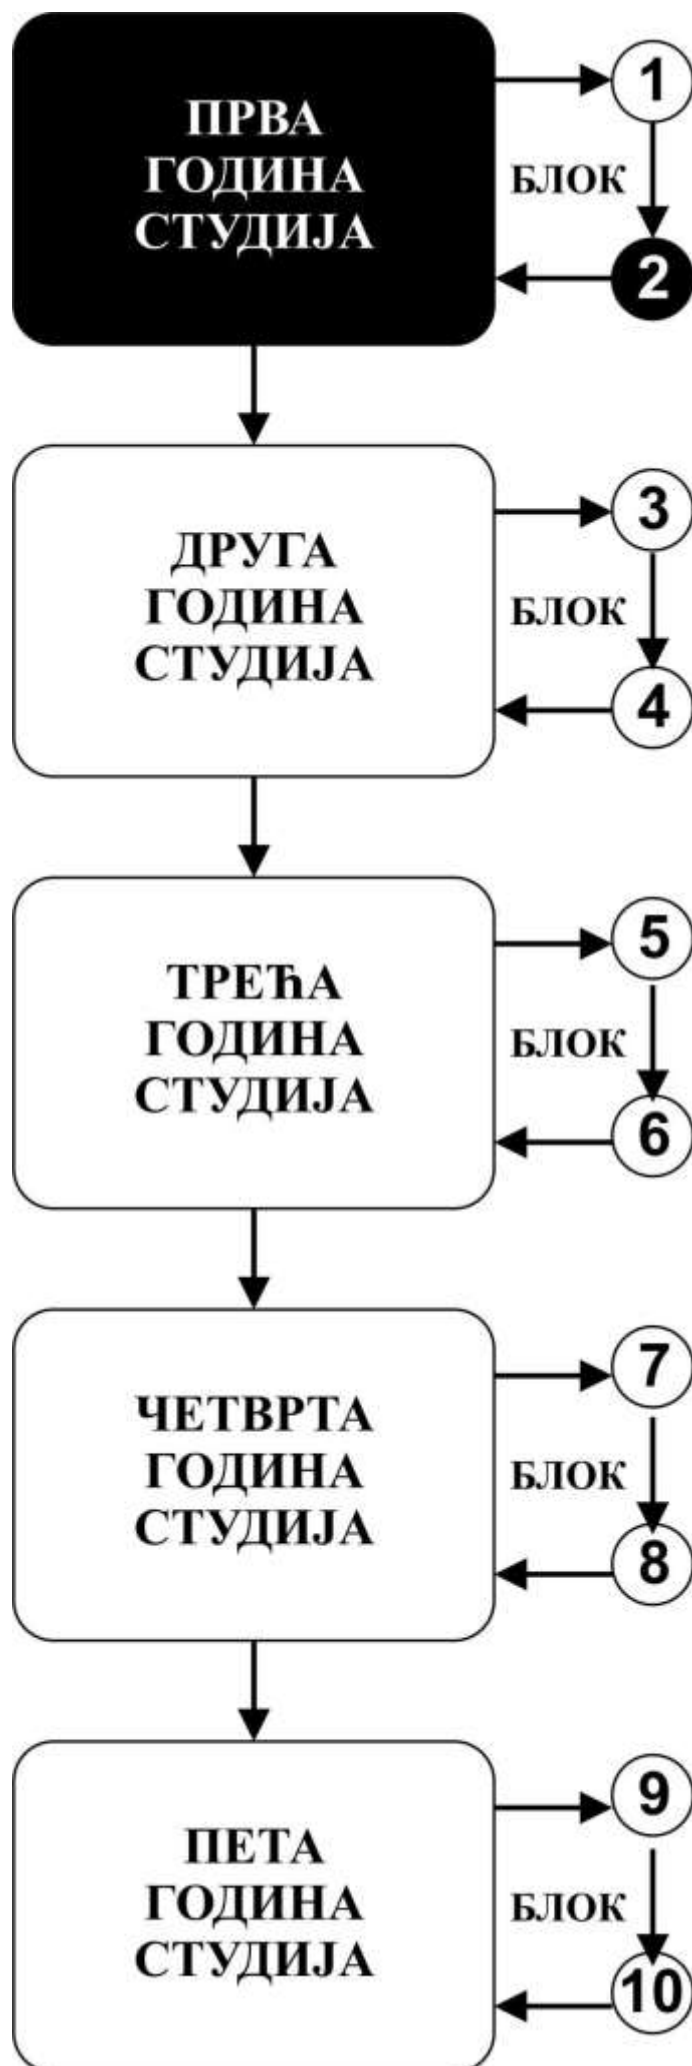 ПРВА
ГОДИНА
СТУДИЈА
1
БЛОК
2
ДРУГА
ГОДИНА
СТУДИЈА
3
БЛОК
4
ТРЕЋА
ГОДИНА
СТУДИЈА
5
БЛОК
6
ЧЕТВРТА
ГОДИНА
СТУДИЈА
7
БЛОК
8
ПЕТА
ГОДИНА
СТУДИЈА
9
БЛОК
10